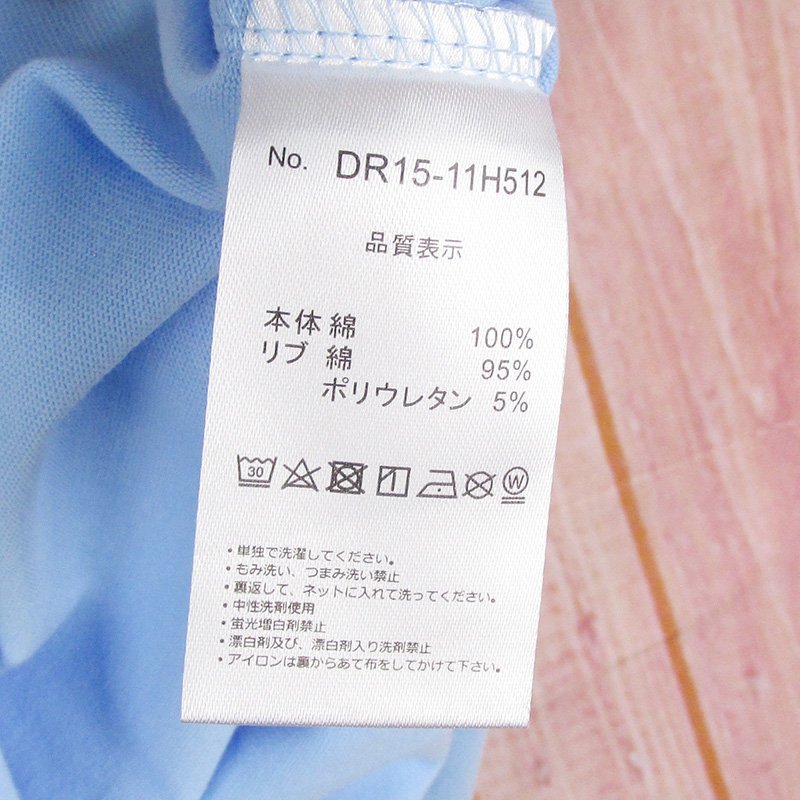 No. DR15-11H512
品質表示
本体 綿 100%
リブ 綿 95%
ポリウレタン 5%
30 W
・単独で洗濯してください。
・もみ洗い、つまみ洗い禁止
・裏返して、ネットに入れて洗ってください。
・中性洗剤使用
・蛍光増白剤禁止
・漂白剤及び、漂白剤入り洗剤禁止
・アイロンは裏からあて布をしてかけて下さい。